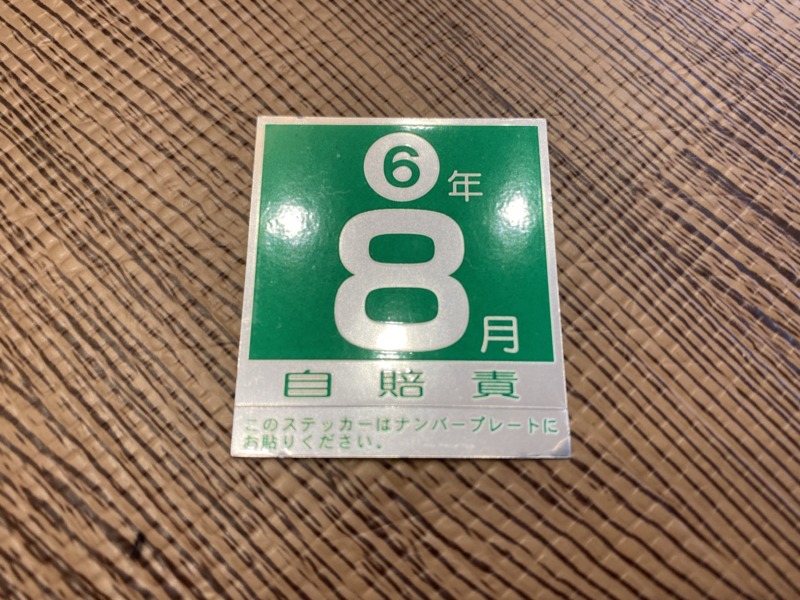 6年
8月
自賠責
このステッカーはナンバープレートに
お貼りください。